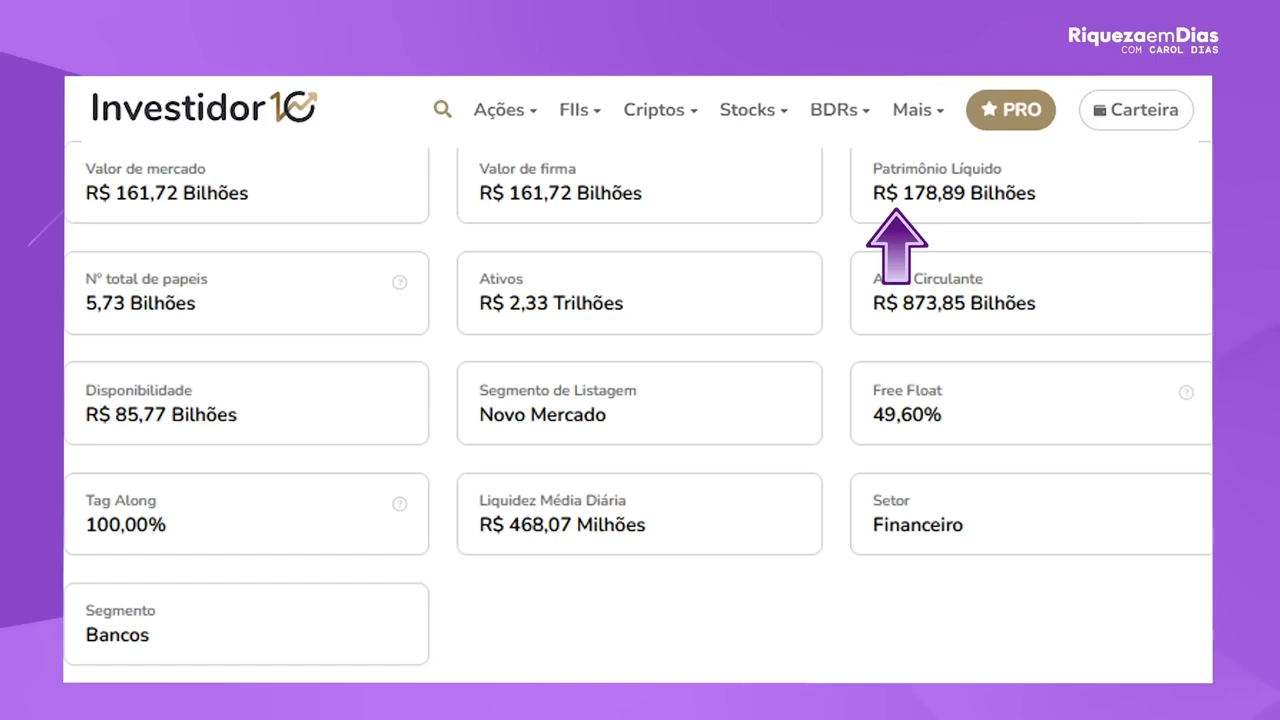 RiquezaemDias
COM CAROL DIAS
Investidor 10
Ações
FIIs
Criptos
Stocks
BDRs
Mais
PRO
Carteira
Valor de mercado
R$ 161,72 Bilhões
Valor de firma
R$ 161,72 Bilhões
Patrimônio Líquido
R$ 178,89 Bilhões
Nº total de papeis
5,73 Bilhões
Ativos
R$ 2,33 Trilhões
Circulante
R$ 873,85 Bilhões
Disponibilidade
R$ 85,77 Bilhões
Segmento de Listagem
Novo Mercado
Free Float
49,60%
Tag Along
100,00%
Liquidez Média Diária
R$ 468,07 Milhões
Setor
Financeiro
Segmento
Bancos